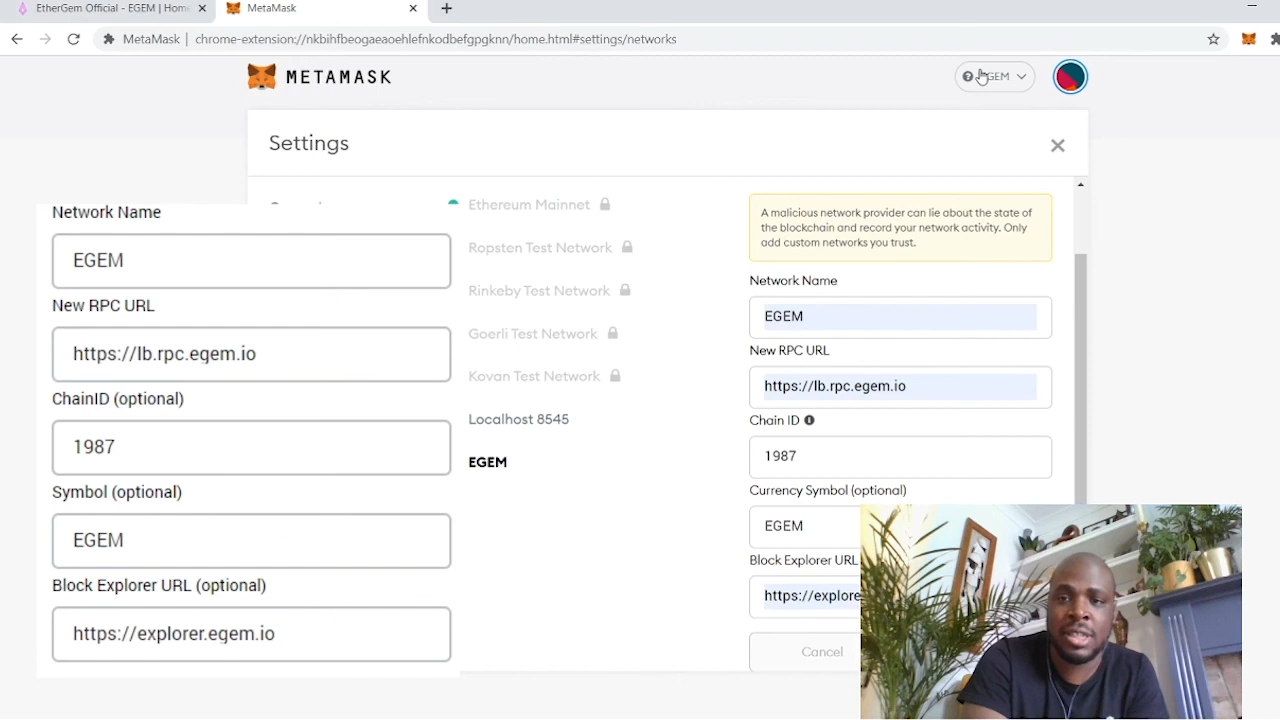 EtherGem Official - EGEM | Home
MetaMask
MetaMask | chrome-extension://nkbihfbeogaeaoehlefnkodbefgpgknn/home.html#settings/networks
METAMASK
EGEM
Settings
Network Name
EGEM
New RPC URL
https://lb.rpc.egem.io
ChainID (optional)
1987
Symbol (optional)
EGEM
Block Explorer URL (optional)
https://explorer.egem.io
Ethereum Mainnet
Ropsten Test Network
Rinkeby Test Network
Goerli Test Network
Kovan Test Network
Localhost 8545
EGEM
A malicious network provider can lie about the state of
the blockchain and record your network activity. Only
add custom networks you trust.
Network Name
EGEM
New RPC URL
https://lb.rpc.egem.io
Chain ID
1987
Currency Symbol (optional)
EGEM
Block Explorer URL
https://explore
Cancel